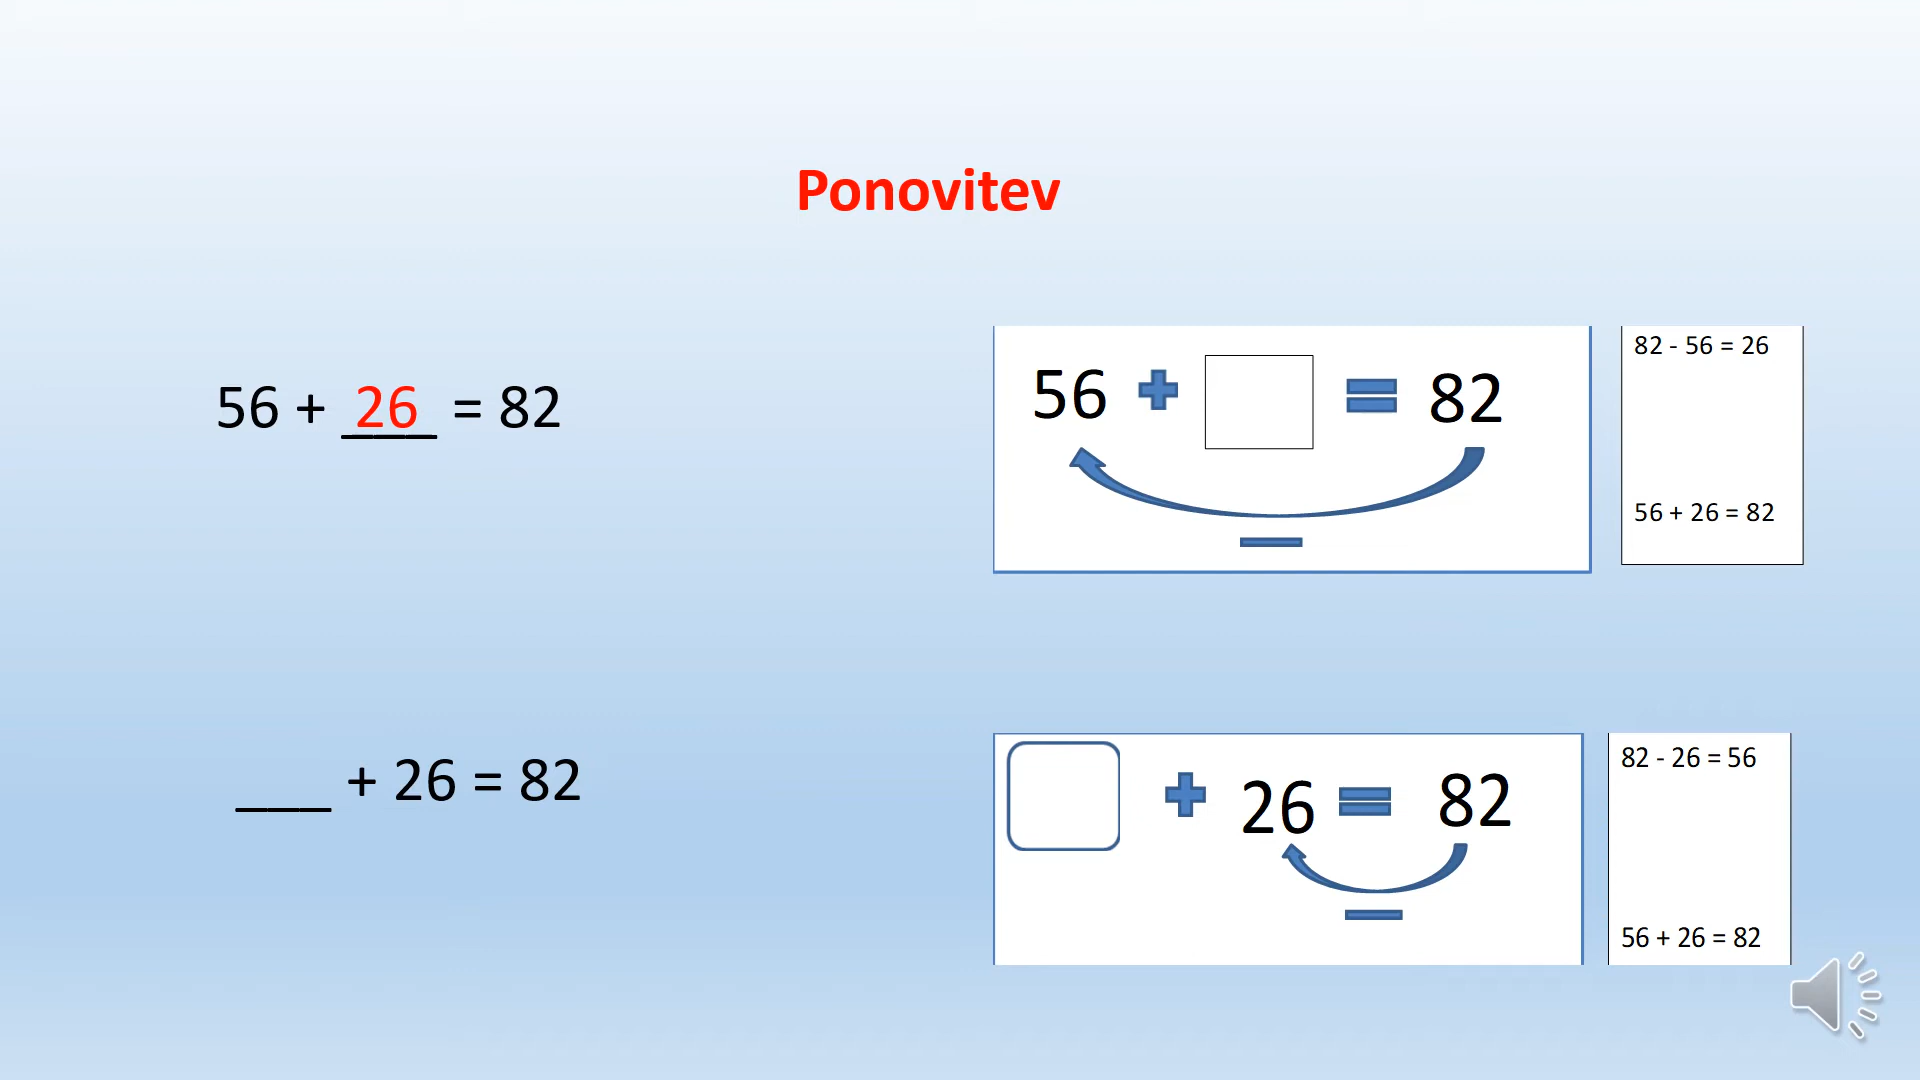 Ponovitev
56 + 26 = 82
56 + = 82
82 - 56 = 26
56 + 26 = 82
___ + 26 = 82
+ 26 = 82
82 - 26 = 56
56 + 26 = 82